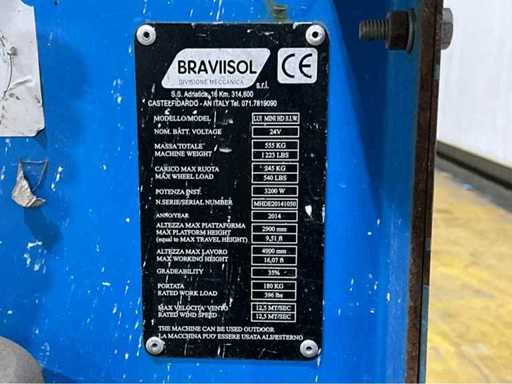 BRAVIISOL
DIVISIONE MECCANICA
s.r.l.
CE
S.S. Adriatica, 16 Km. 314,600
CASTELFIDARDO - AN ITALY Tel. 071.7819090
MODELLO/MODEL LUI MINI HD S.I.W.
NOM. BATT. VOLTAGE 24V
MASSA TOTALE 555 KG
MACHINE WEIGHT 1223 LBS
CARICO MAX RUOTA 245 KG
MAX WHEEL LOAD 540 LBS
POTENZA INST. 3200 W
N.SERIE/SERIAL NUMBER MHDE20141050
ANNO/YEAR 2014
ALTEZZA MAX PIATTAFORMA 2900 mm
MAX PLATFORM HEIGHT 9,51 ft
(equal to MAX TRAVEL HEIGHT)
ALTEZZA MAX LAVORO 4900 mm
MAX WORKING HEIGHT 16,07 ft
GRADEABILITY 35%
PORTATA 180 KG
RATED WORK LOAD 396 lbs
MAX VELOCITA' VENTO 12,5 MT/SEC
RATED WIND SPEED 12,5 MT/SEC
THE MACHINE CAN BE USED OUTDOOR
LA MACCHINA PUO' ESSERE USATA ALL'ESTERNO